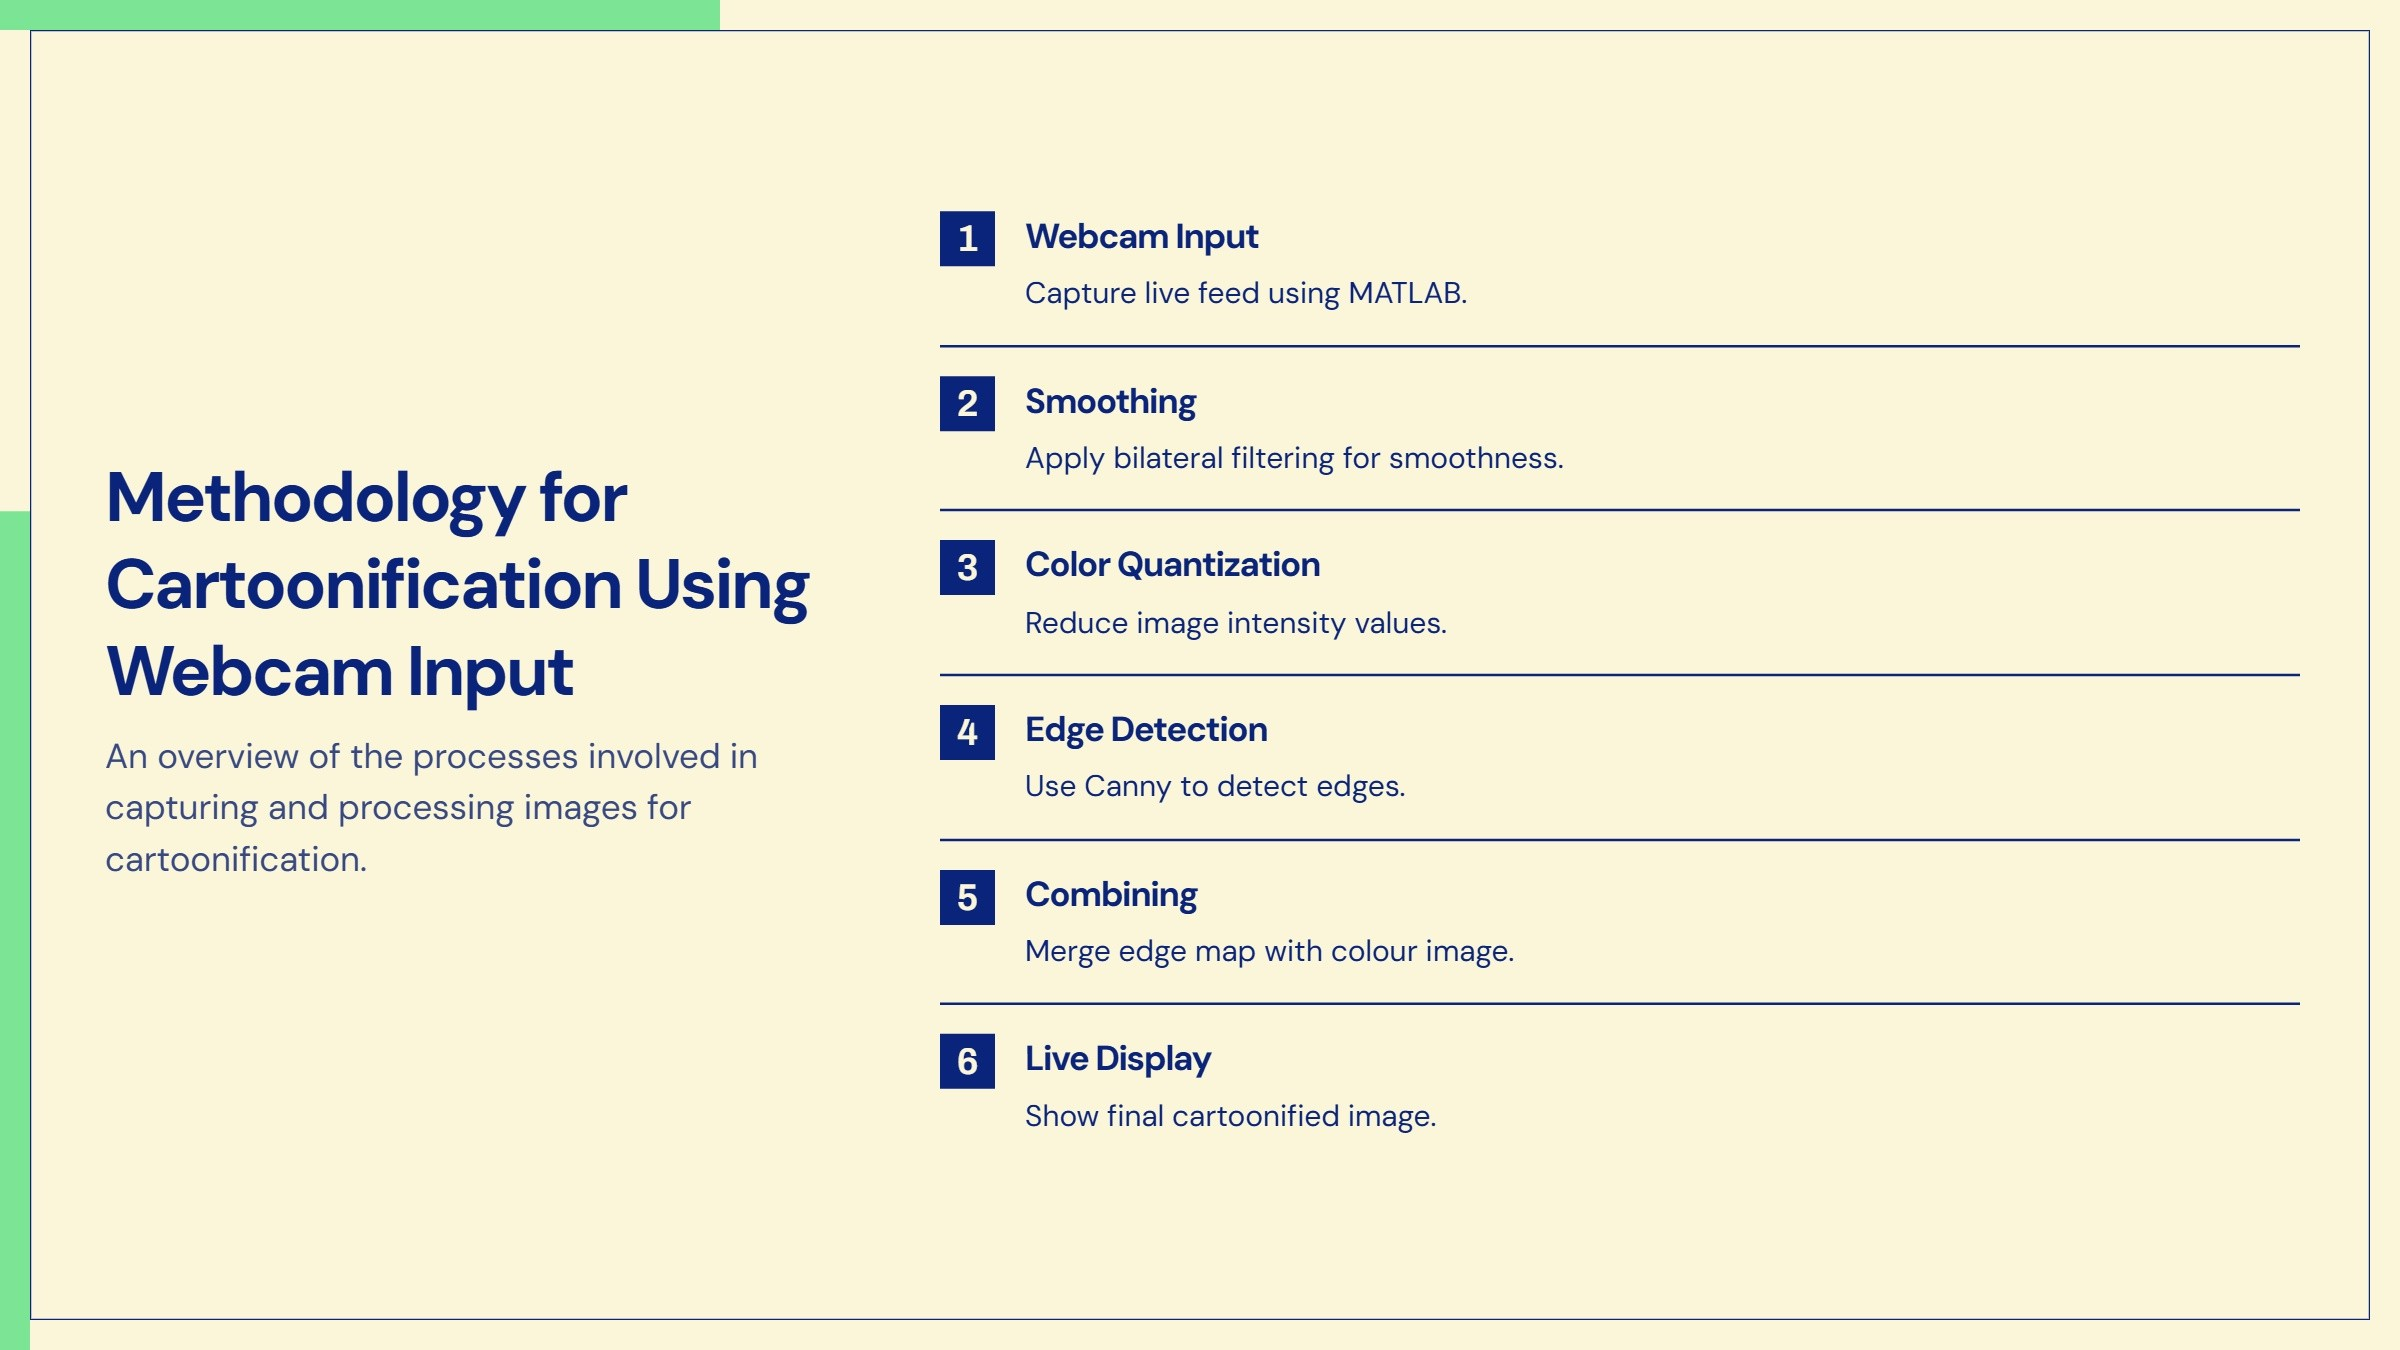 Methodology for
Cartoonification Using
Webcam Input
An overview of the processes involved in
capturing and processing images for
cartoonification.
1
Webcam Input
Capture live feed using MATLAB.
2
Smoothing
Apply bilateral filtering for smoothness.
3
Color Quantization
Reduce image intensity values.
4
Edge Detection
Use Canny to detect edges.
5
Combining
Merge edge map with colour image.
6
Live Display
Show final cartoonified image.